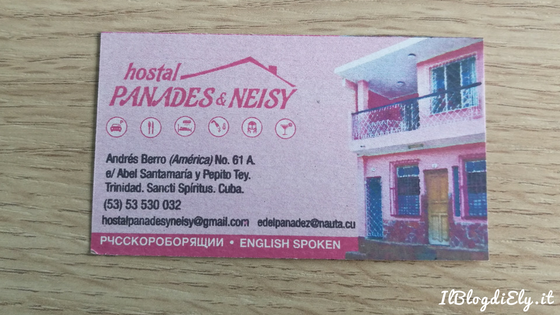 hostal
PANADES & NEISY
Andrés Berro (América) No. 61 A.
e/ Abel Santamaría y Pepito Tey.
Trinidad. Sancti Spíritus. Cuba.
(53) 53 530 032
hostalpanadesyneisy@gmail.com edelpanadez@nauta.cu
РЧССКОРОБОРЯЩИИ • ENGLISH SPOKEN
IlBlogdiEly.it